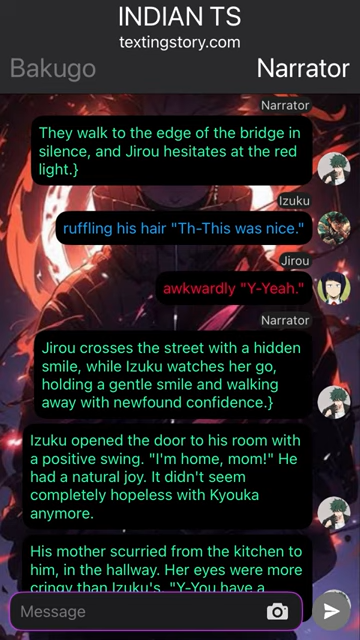 INDIAN TS
textingstory.com
Bakugo
Narrator
Narrator
They walk to the edge of the bridge in
silence, and Jirou hesitates at the red
light.}
Izuku
ruffling his hair "Th-This was nice."
Jirou
awkwardly "Y-Yeah."
Narrator
Jirou crosses the street with a hidden
smile, while Izuku watches her go,
holding a gentle smile and walking
away with newfound confidence.}
Izuku opened the door to his room with
a positive swing. "I'm home, mom!" He
had a natural joy. It didn't seem
completely hopeless with Kyouka
anymore.
His mother scurried from the kitchen to
him, in the hallway. Her eyes were more
cringy than Izuku's. "Y-You have a
Message